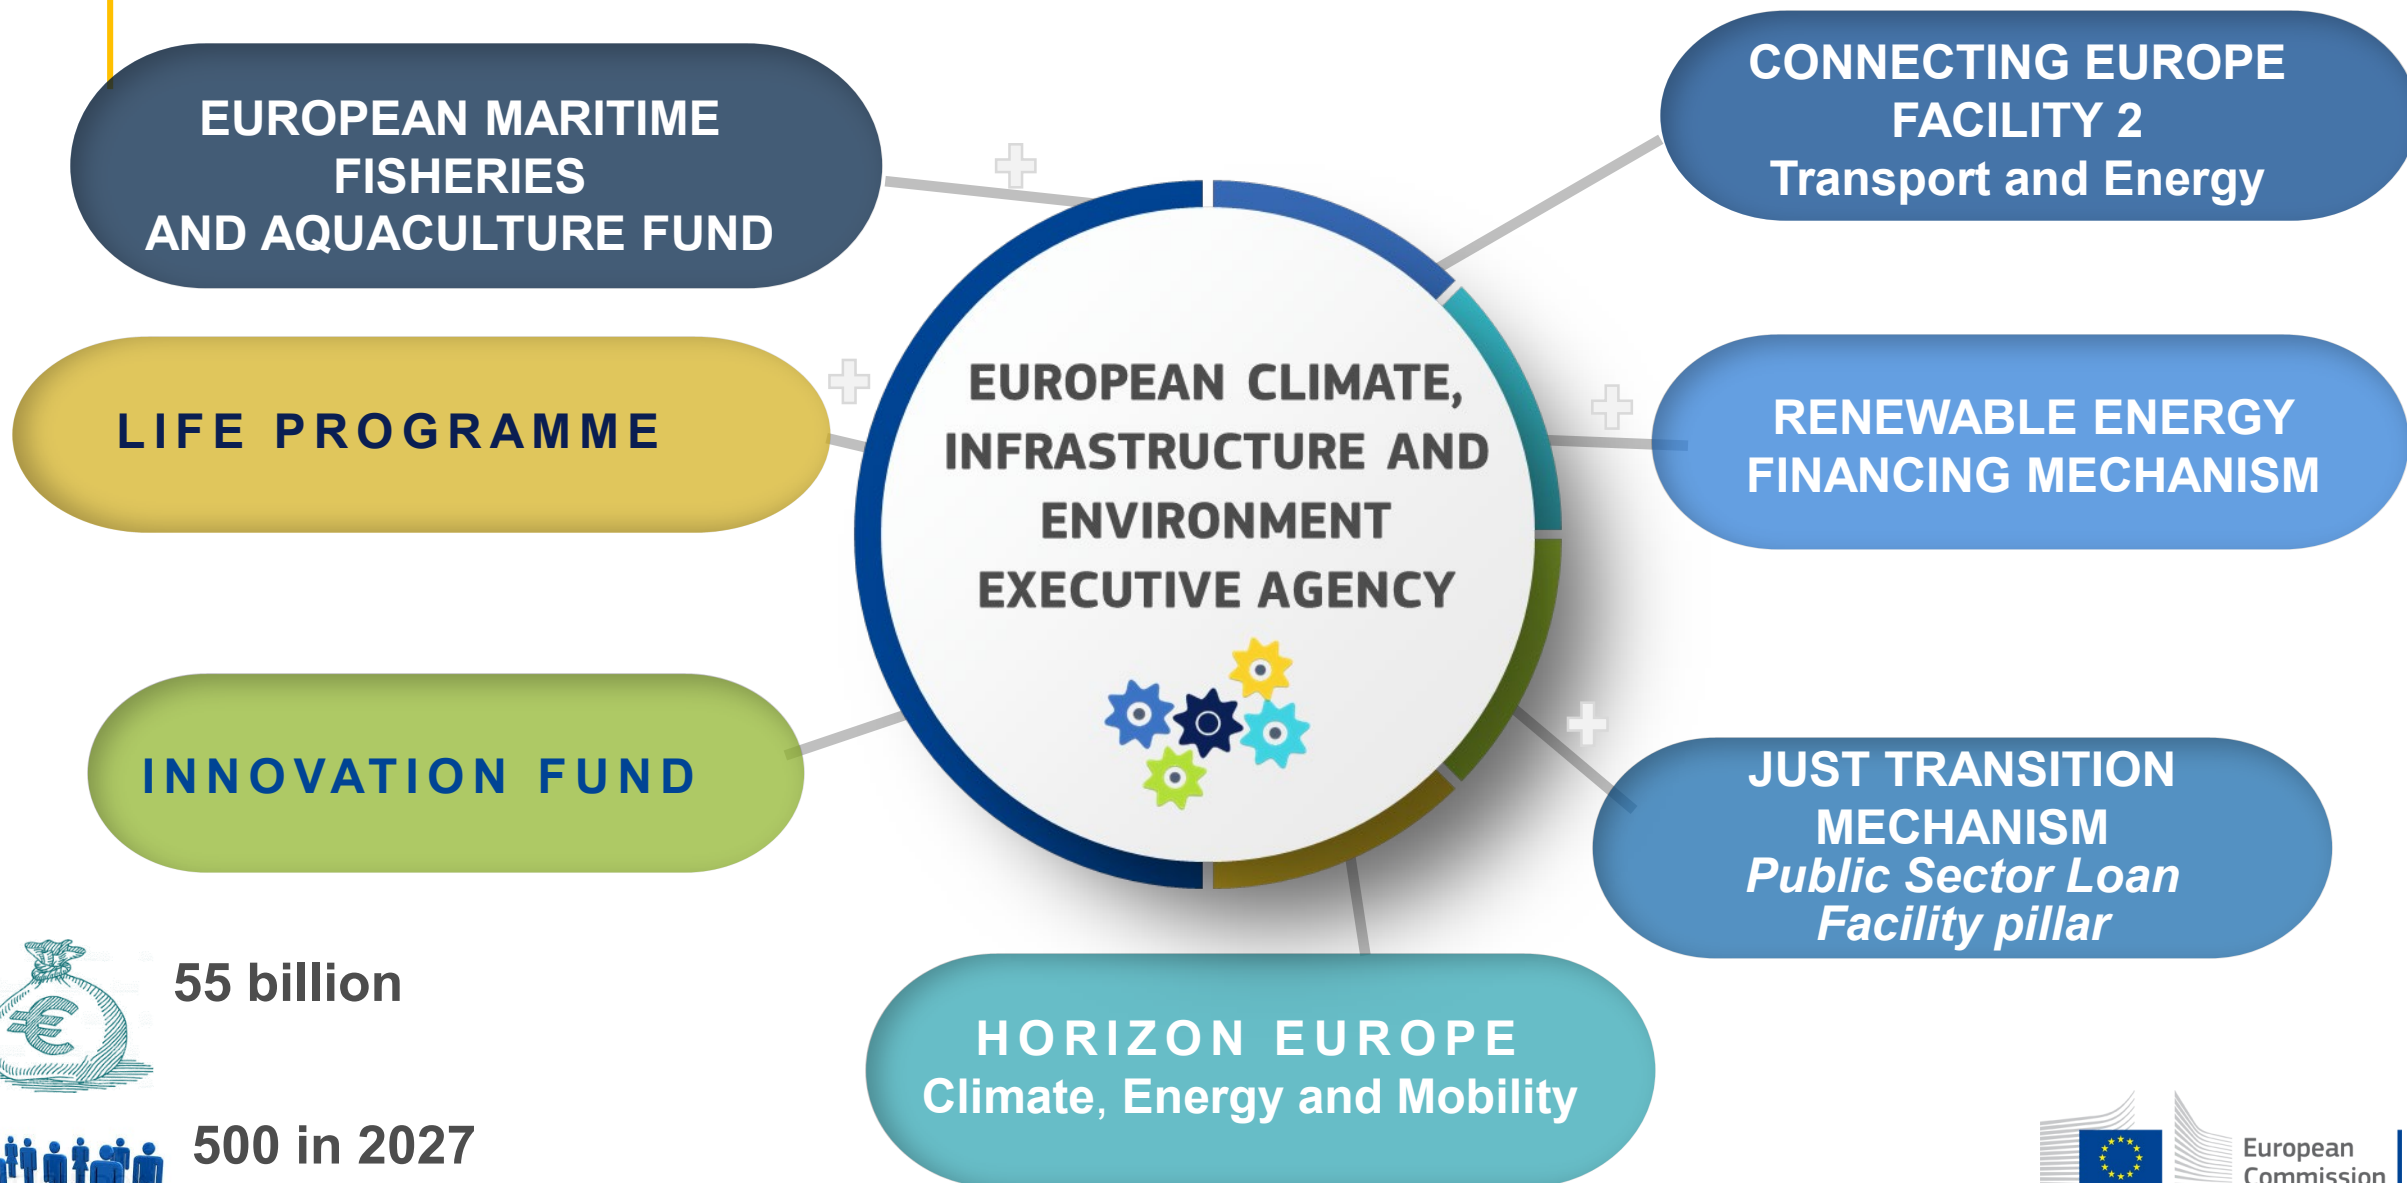 EUROPEAN MARITIME
FISHERIES
AND AQUACULTURE FUND
CONNECTING EUROPE
FACILITY 2
Transport and Energy
LIFE PROGRAMME
EUROPEAN CLIMATE,
INFRASTRUCTURE AND
ENVIRONMENT
EXECUTIVE AGENCY
RENEWABLE ENERGY
FINANCING MECHANISM
INNOVATION FUND
JUST TRANSITION
MECHANISM
Public Sector Loan
Facility pillar
€
55 billion
HORIZON EUROPE
Climate, Energy and Mobility
500 in 2027
European
Commission